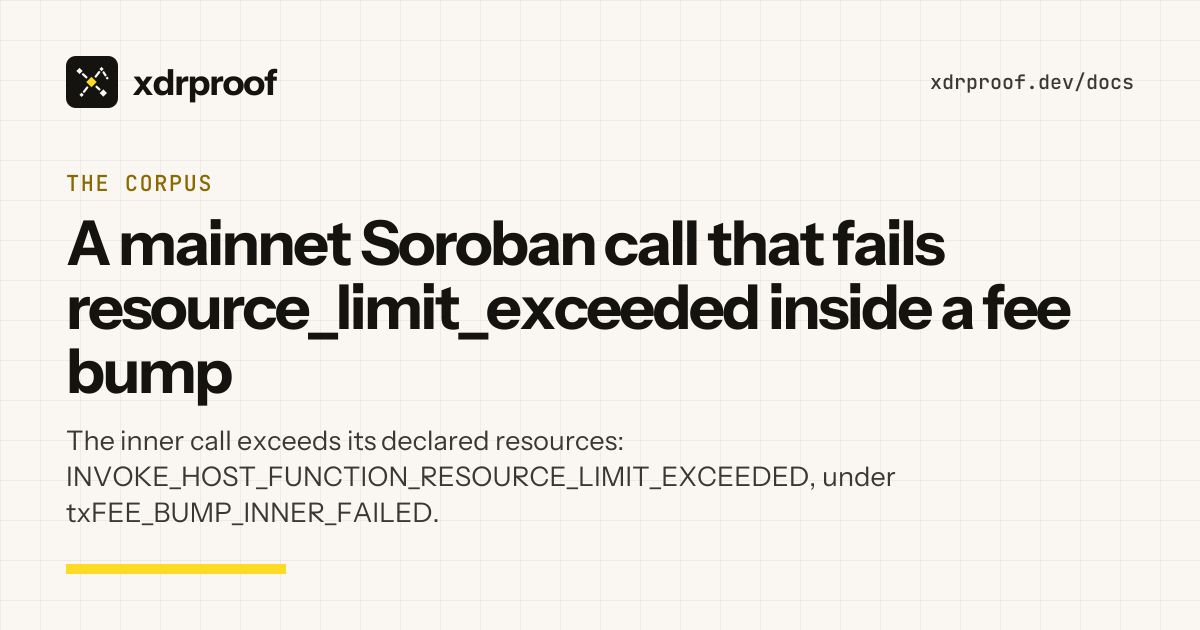 xdrproof
xdrproof.dev/docs
THE CORPUS
A mainnet Soroban call that fails
resource_limit_exceeded inside a fee
bump
The inner call exceeds its declared resources:
INVOKE_HOST_FUNCTION_RESOURCE_LIMIT_EXCEEDED, under
txFEE_BUMP_INNER_FAILED.